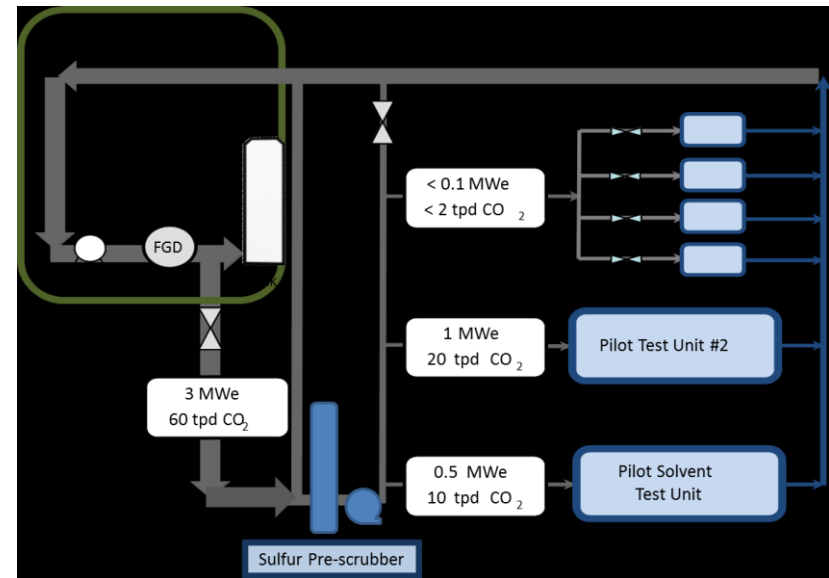 < 0.1 MWe
< 2 tpd CO 2
FGD
1 MWe
20 tpd CO 2
Pilot Test Unit #2
3 MWe
60 tpd CO2
0.5 MWe
10 tpd CO 2
Pilot Solvent
Test Unit
Sulfur Pre-scrubber